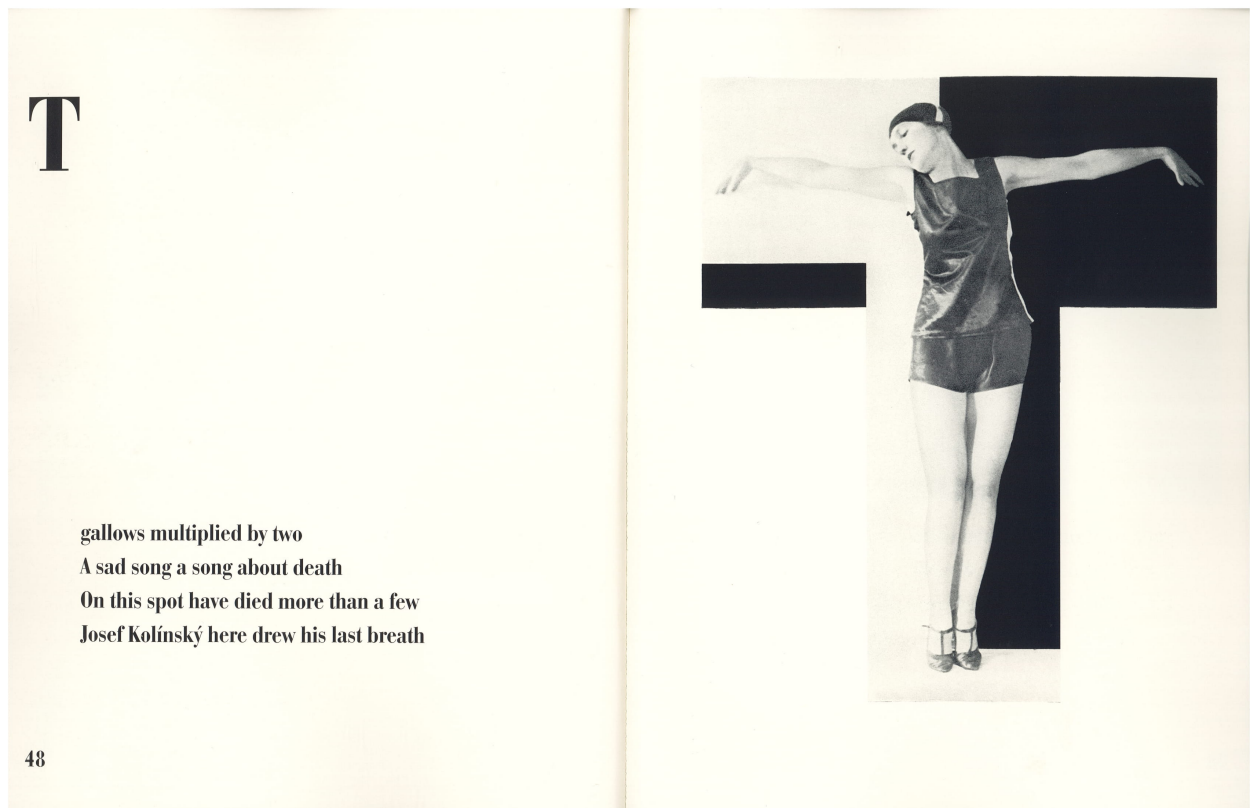 T
gallows multiplied by two
A sad song a song about death
On this spot have died more than a few
Josef Kolínský here drew his last breath
48